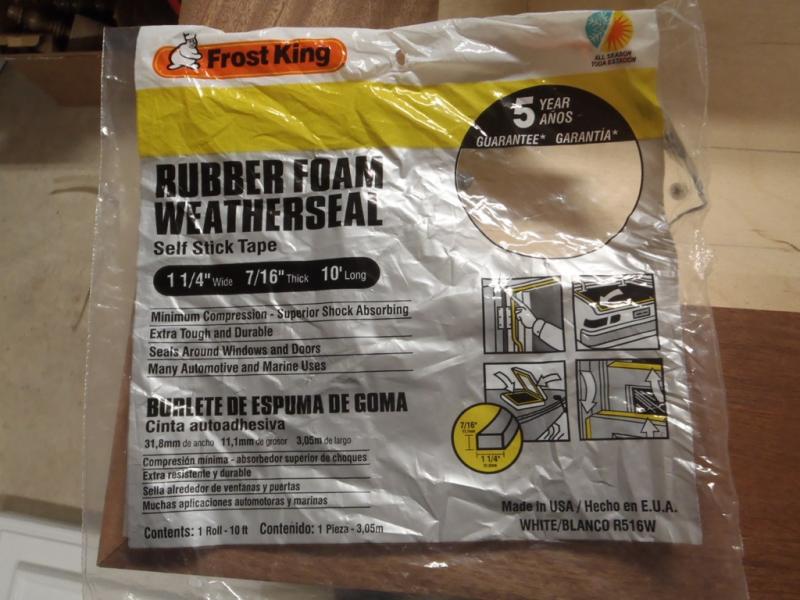 Frost King
ALL SEASON
TODA ESTACIÓN
5 YEAR
AÑOS
GUARANTEE* GARANTÍA*
RUBBER FOAM
WEATHERSEAL
Self Stick Tape
1 1/4" Wide 7/16" Thick 10' Long
Minimum Compression - Superior Shock Absorbing
Extra Tough and Durable
Seals Around Windows and Doors
Many Automotive and Marine Uses
BURLETE DE ESPUMA DE GOMA
Cinta autoadhesiva
31,8mm de ancho 11,1mm de grosor 3,05m de largo
Compresión mínima - absorbedor superior de choques
Extra resistente y durable
Sella alrededor de ventanas y puertas
Muchas aplicaciones automotoras y marinas
Contents: 1 Roll - 10 ft Contenido: 1 Pieza - 3,05m
7/16"
11,1mm
1 1/4"
31,8mm
Made in USA / Hecho en E.U.A.
WHITE/BLANCO R516W